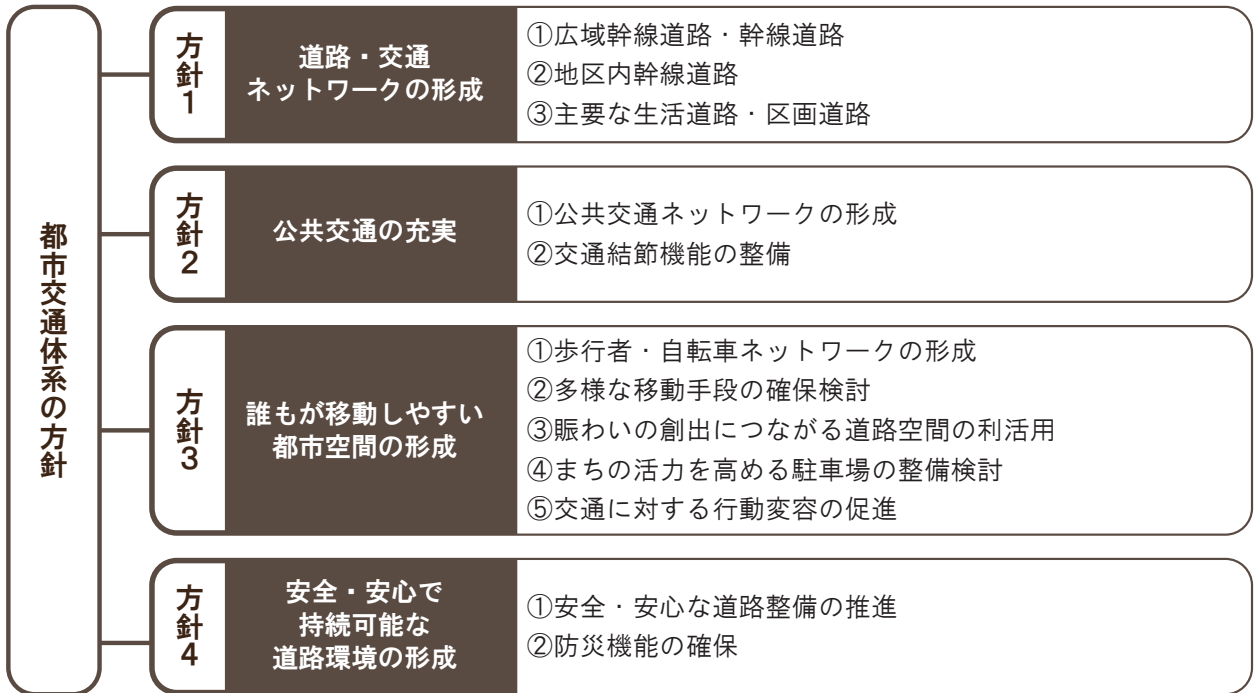 都市交通体系の方針
方針1
道路・交通
ネットワークの形成
①広域幹線道路・幹線道路
②地区内幹線道路
③主要な生活道路・区画道路
方針2
公共交通の充実
①公共交通ネットワークの形成
②交通結節機能の整備
方針3
誰もが移動しやすい
都市空間の形成
①歩行者・自転車ネットワークの形成
②多様な移動手段の確保検討
③賑わいの創出につながる道路空間の利活用
④まちの活力を高める駐車場の整備検討
⑤交通に対する行動変容の促進
方針4
安全・安心で
持続可能な
道路環境の形成
①安全・安心な道路整備の推進
②防災機能の確保